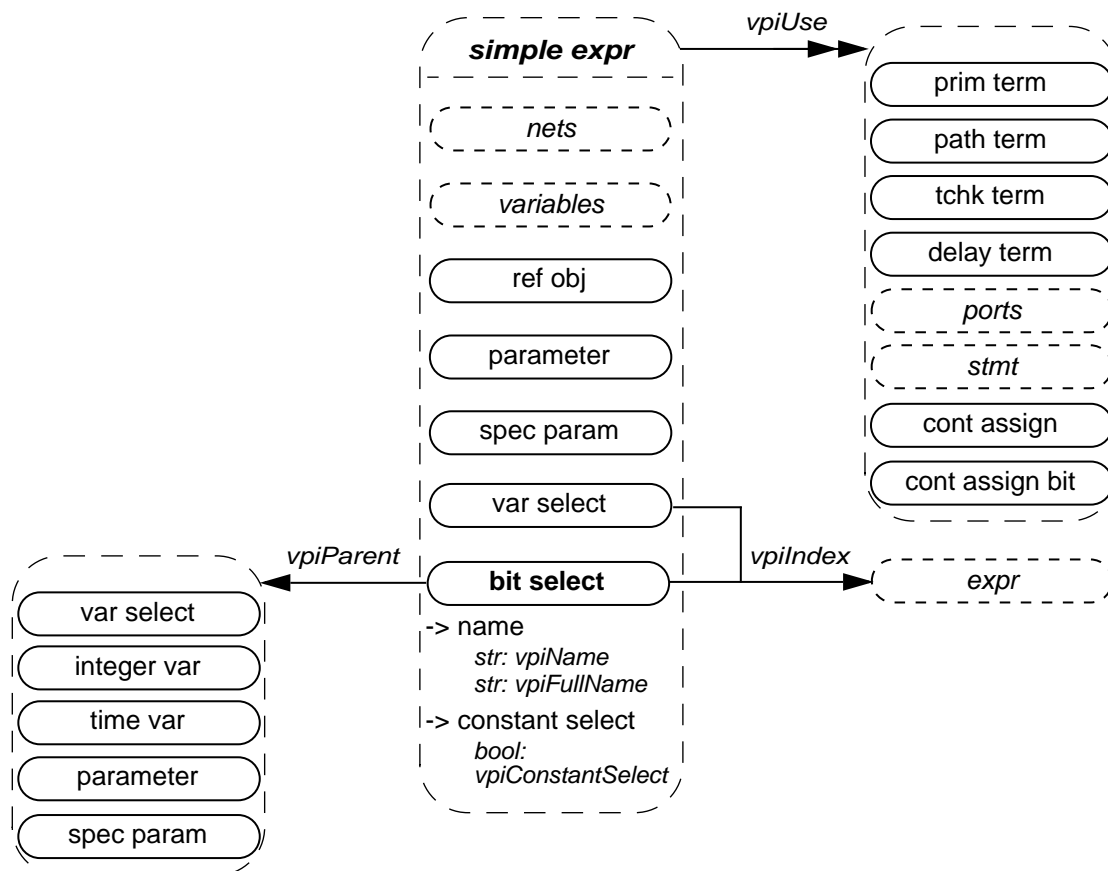 vpiUse
simple expr
nets
variables
ref obj
parameter
spec param
var select
bit select
-> name
str: vpiName
str: vpiFullName
-> constant select
bool:
vpiConstantSelect
prim term
path term
tchk term
delay term
ports
stmt
cont assign
cont assign bit
vpiParent
var select
integer var
time var
parameter
spec param
vpiIndex
expr